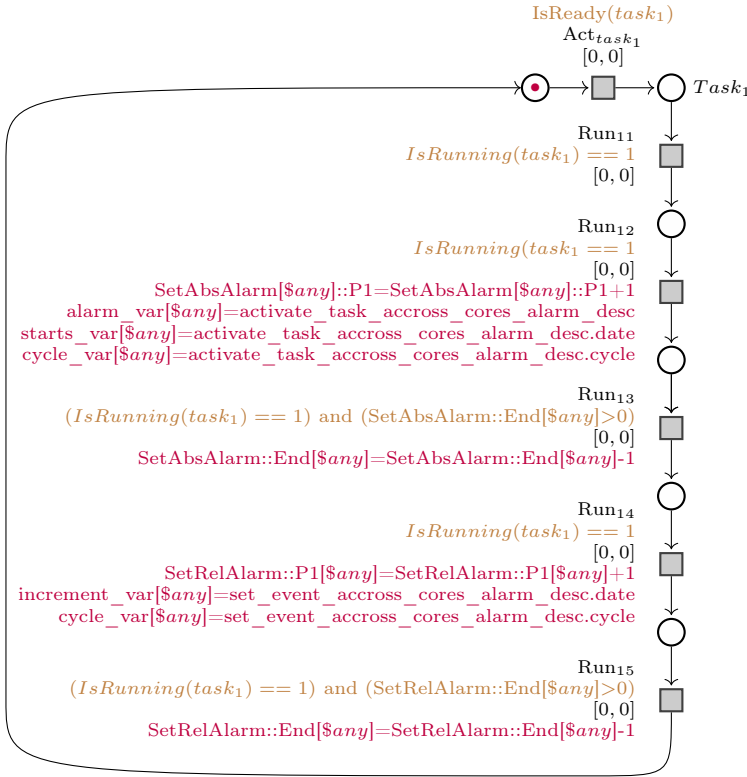 IsReady(task₁)
Act_task₁
[0, 0]
Task₁
Run₁₁
IsRunning(task₁) == 1
[0, 0]
Run₁₂
IsRunning(task₁ == 1
[0, 0]
SetAbsAlarm[$any]::P1=SetAbsAlarm[$any]::P1+1
alarm_var[$any]=activate_task_accross_cores_alarm_desc
starts_var[$any]=activate_task_accross_cores_alarm_desc.date
cycle_var[$any]=activate_task_accross_cores_alarm_desc.cycle
Run₁₃
(IsRunning(task₁) == 1) and (SetAbsAlarm::End[$any]>0)
[0, 0]
SetAbsAlarm::End[$any]=SetAbsAlarm::End[$any]-1
Run₁₄
IsRunning(task₁) == 1
[0, 0]
SetRelAlarm::P1[$any]=SetRelAlarm::P1[$any]+1
increment_var[$any]=set_event_accross_cores_alarm_desc.date
cycle_var[$any]=set_event_accross_cores_alarm_desc.cycle
Run₁₅
(IsRunning(task₁) == 1) and (SetRelAlarm::End[$any]>0)
[0, 0]
SetRelAlarm::End[$any]=SetRelAlarm::End[$any]-1